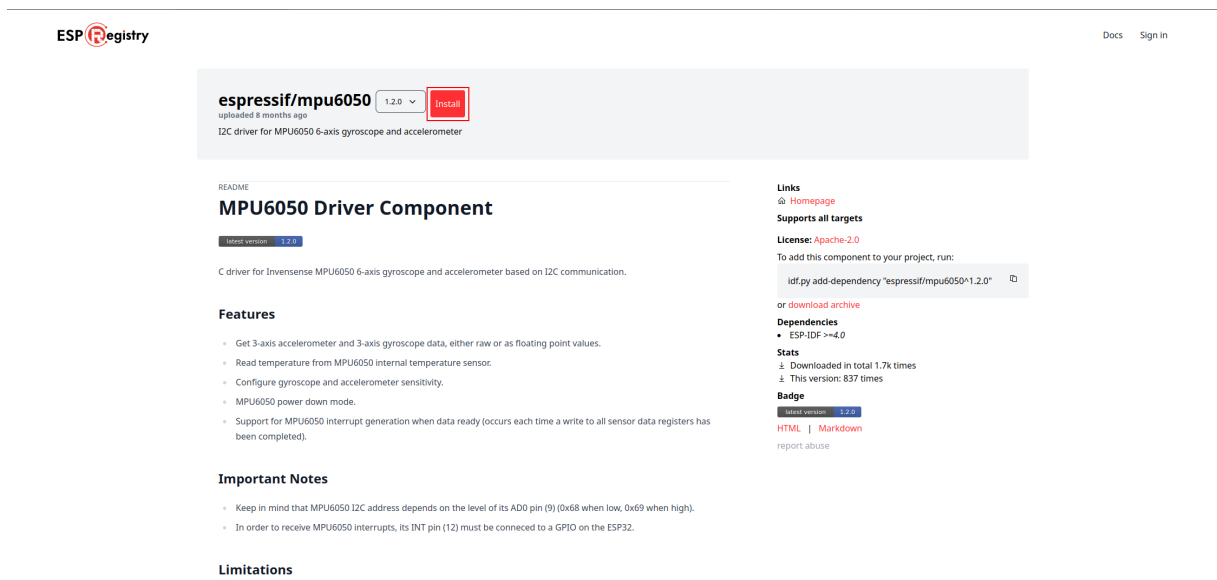 ESP Registry
Docs Sign in
espressif/mpu6050 1.2.0 Install
uploaded 8 months ago
I2C driver for MPU6050 6-axis gyroscope and accelerometer
README
MPU6050 Driver Component
latest version 1.2.0
C driver for Invensense MPU6050 6-axis gyroscope and accelerometer based on I2C communication.
Features
Get 3-axis accelerometer and 3-axis gyroscope data, either raw or as floating point values.
Read temperature from MPU6050 internal temperature sensor.
Configure gyroscope and accelerometer sensitivity.
MPU6050 power down mode.
Support for MPU6050 interrupt generation when data ready (occurs each time a write to all sensor data registers has
been completed).
Important Notes
Keep in mind that MPU6050 I2C address depends on the level of its AD0 pin (9) (0x68 when low, 0x69 when high).
In order to receive MPU6050 interrupts, its INT pin (12) must be conneced to a GPIO on the ESP32.
Limitations
Links
Homepage
Supports all targets
License: Apache-2.0
To add this component to your project, run:
idf.py add-dependency "espressif/mpu6050^1.2.0"
or download archive
Dependencies
ESP-IDF >=4.0
Stats
Downloaded in total 1.7k times
This version: 837 times
Badge
latest version 1.2.0
HTML | Markdown
report abuse